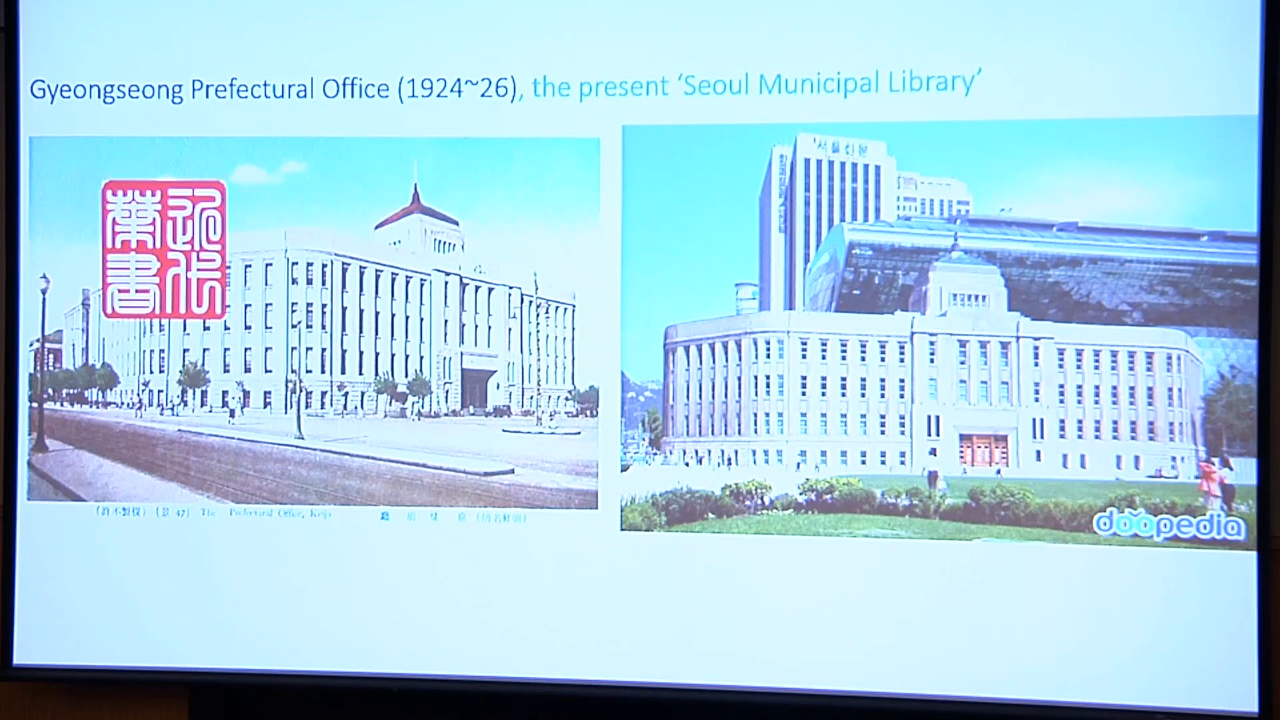 Gyeongseong Prefectural Office (1924~26), the present ‘Seoul Municipal Library’
近代
葉書
서울신문
The Prefectural Office, Keijo
doopedia